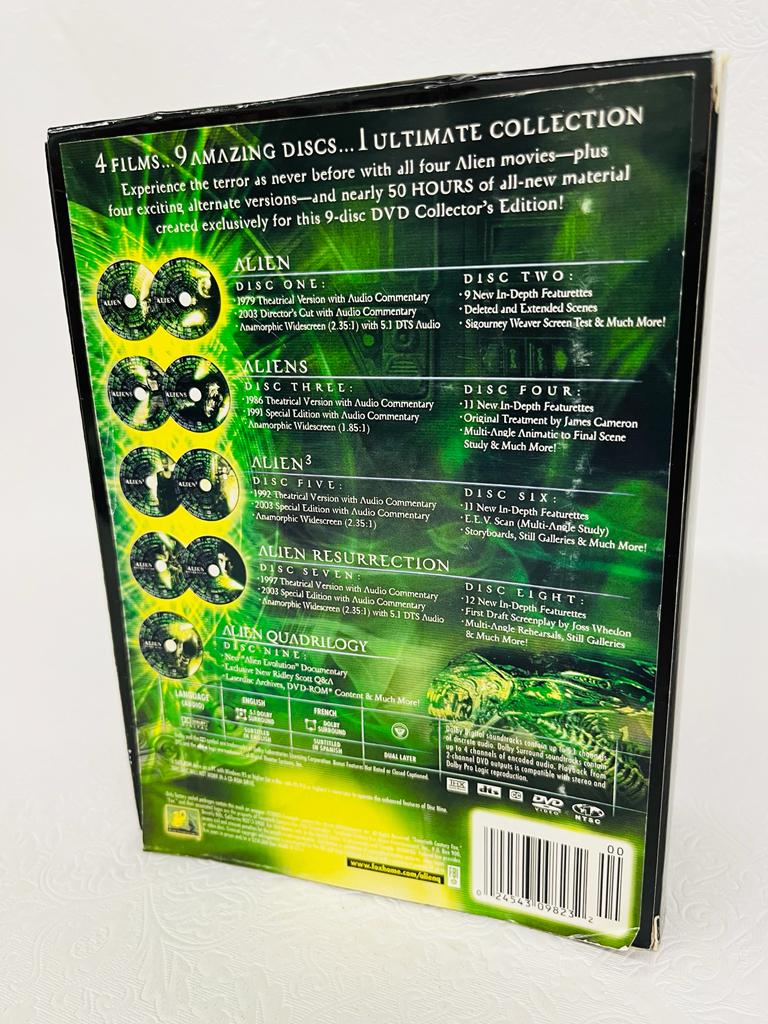 4 FILMS...9 AMAZING DISCS...1 ULTIMATE COLLECTION
Experience the terror as never before with all four Alien movies—plus
four exciting alternate versions—and nearly 50 HOURS of all-new material
created exclusively for this 9-disc DVD Collector's Edition!
ALIEN
DISC ONE:
· 1979 Theatrical Version with Audio Commentary
· 2003 Director's Cut with Audio Commentary
· Anamorphic Widescreen (2.35:1) with 5.1 DTS Audio
DISC TWO:
· 9 New In-Depth Featurettes
· Deleted and Extended Scenes
· Sigourney Weaver Screen Test & Much More!
ALIENS
DISC THREE:
· 1986 Theatrical Version with Audio Commentary
· 1991 Special Edition with Audio Commentary
· Anamorphic Widescreen (1.85:1)
DISC FOUR:
· 11 New In-Depth Featurettes
· Original Treatment by James Cameron
· Multi-Angle Animatic to Final Scene
Study & Much More!
ALIEN³
DISC FIVE:
· 1992 Theatrical Version with Audio Commentary
· 2003 Special Edition with Audio Commentary
· Anamorphic Widescreen (2.35:1)
DISC SIX:
· 11 New In-Depth Featurettes
· E.E.V. Scan (Multi-Angle Study)
· Storyboards, Still Galleries & Much More!
ALIEN RESURRECTION
DISC SEVEN:
· 1997 Theatrical Version with Audio Commentary
· 2003 Special Edition with Audio Commentary
· Anamorphic Widescreen (2.35:1) with 5.1 DTS Audio
DISC EIGHT:
· 12 New In-Depth Featurettes
· First Draft Screenplay by Joss Whedon
· Multi-Angle Rehearsals, Still Galleries
& Much More!
ALIEN QUADRILOGY
DISC NINE:
· New "Alien Evolution" Documentary
· Exclusive New Ridley Scott Q&A
· Laserdisc Archives, DVD-ROM* Content & Much More!
LANGUAGE
(AUDIO)
ENGLISH
5.1 DOLBY
SURROUND
FRENCH
DOLBY
SURROUND
SUBTITLED
IN ENGLISH
SUBTITLED
IN SPANISH
DUAL LAYER
Dolby Digital soundtracks contain up to 5.1 channels
of discrete audio. Dolby Surround soundtracks contain
up to 4 channels of encoded audio. Playback from
2-channel DVD outputs is compatible with stereo and
Dolby Pro Logic reproduction.
THX
dts
CC
DVD
VIDEO
NTSC
www.foxhome.com/alienq
FBI
00
0 24543 09823 2